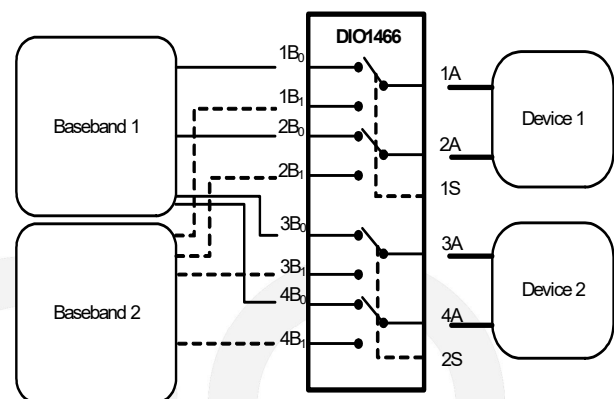 DIO1466
1B₀
1B₁
2B₀
2B₁
3B₀
3B₁
4B₀
4B₁
Baseband 1
Baseband 2
1A
2A
1S
3A
4A
2S
Device 1
Device 2